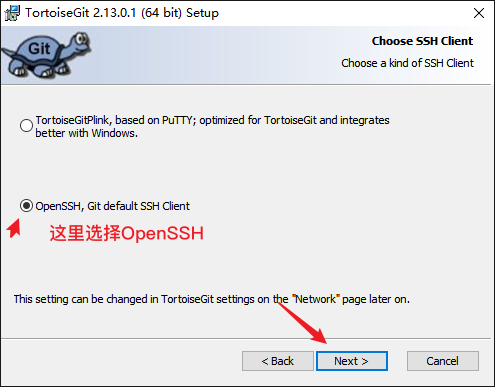 TortoiseGit 2.13.0.1 (64 bit) Setup
Git
Choose SSH Client
Choose a kind of SSH Client
TortoiseGitPlink, based on PuTTY; optimized for TortoiseGit and integrates
better with Windows.
OpenSSH, Git default SSH Client
这里选择OpenSSH
This setting can be changed in TortoiseGit settings on the "Network" page later on.
< Back
Next >
Cancel